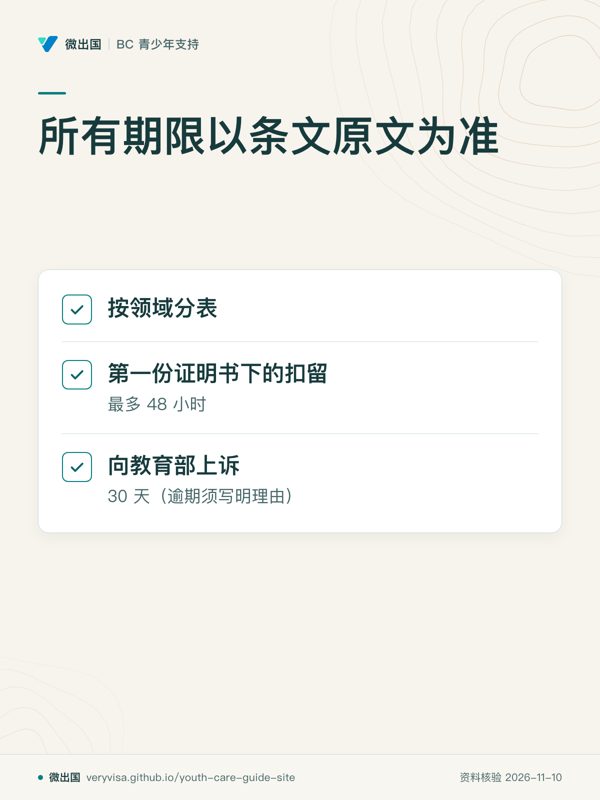 微出国 | BC 青少年支持
所有期限以条文原文为准
按领域分表
第一份证明书下的扣留
最多 48 小时
向教育部上诉
30 天（逾期须写明理由）
微出国 veryvisa.github.io/youth-care-guide-site
资料核验 2026-11-10